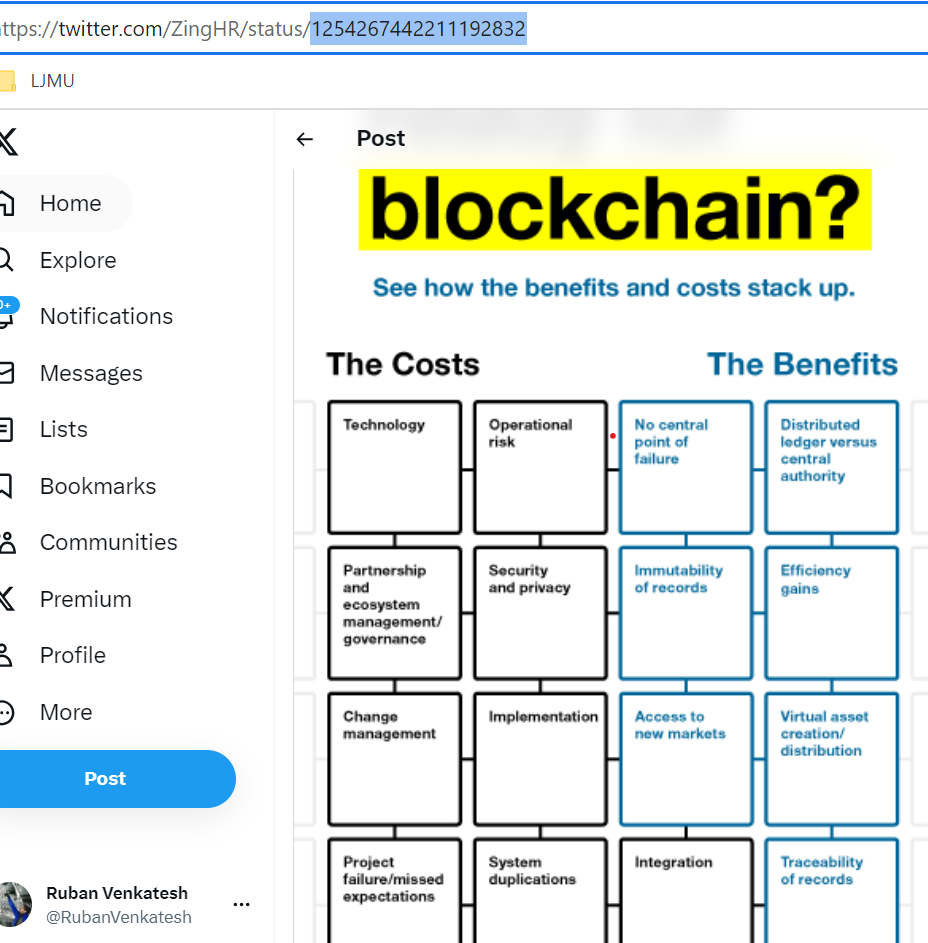 ttps://twitter.com/ZingHR/status/1254267442211192832
LJMU
X
Post
Home
Explore
0+
Notifications
Messages
Lists
Bookmarks
Communities
X
Premium
Profile
More
Post
Ruban Venkatesh
@RubanVenkatesh
...
blockchain?
See how the benefits and costs stack up.
The Costs
The Benefits
Technology
Operational
risk
No central
point of
failure
Distributed
ledger versus
central
authority
Partnership
and
ecosystem
management/
governance
Security
and privacy
Immutability
of records
Efficiency
gains
Change
management
Implementation
Access to
new markets
Virtual asset
creation/
distribution
Project
failure/missed
expectations
System
duplications
Integration
Traceability
of records